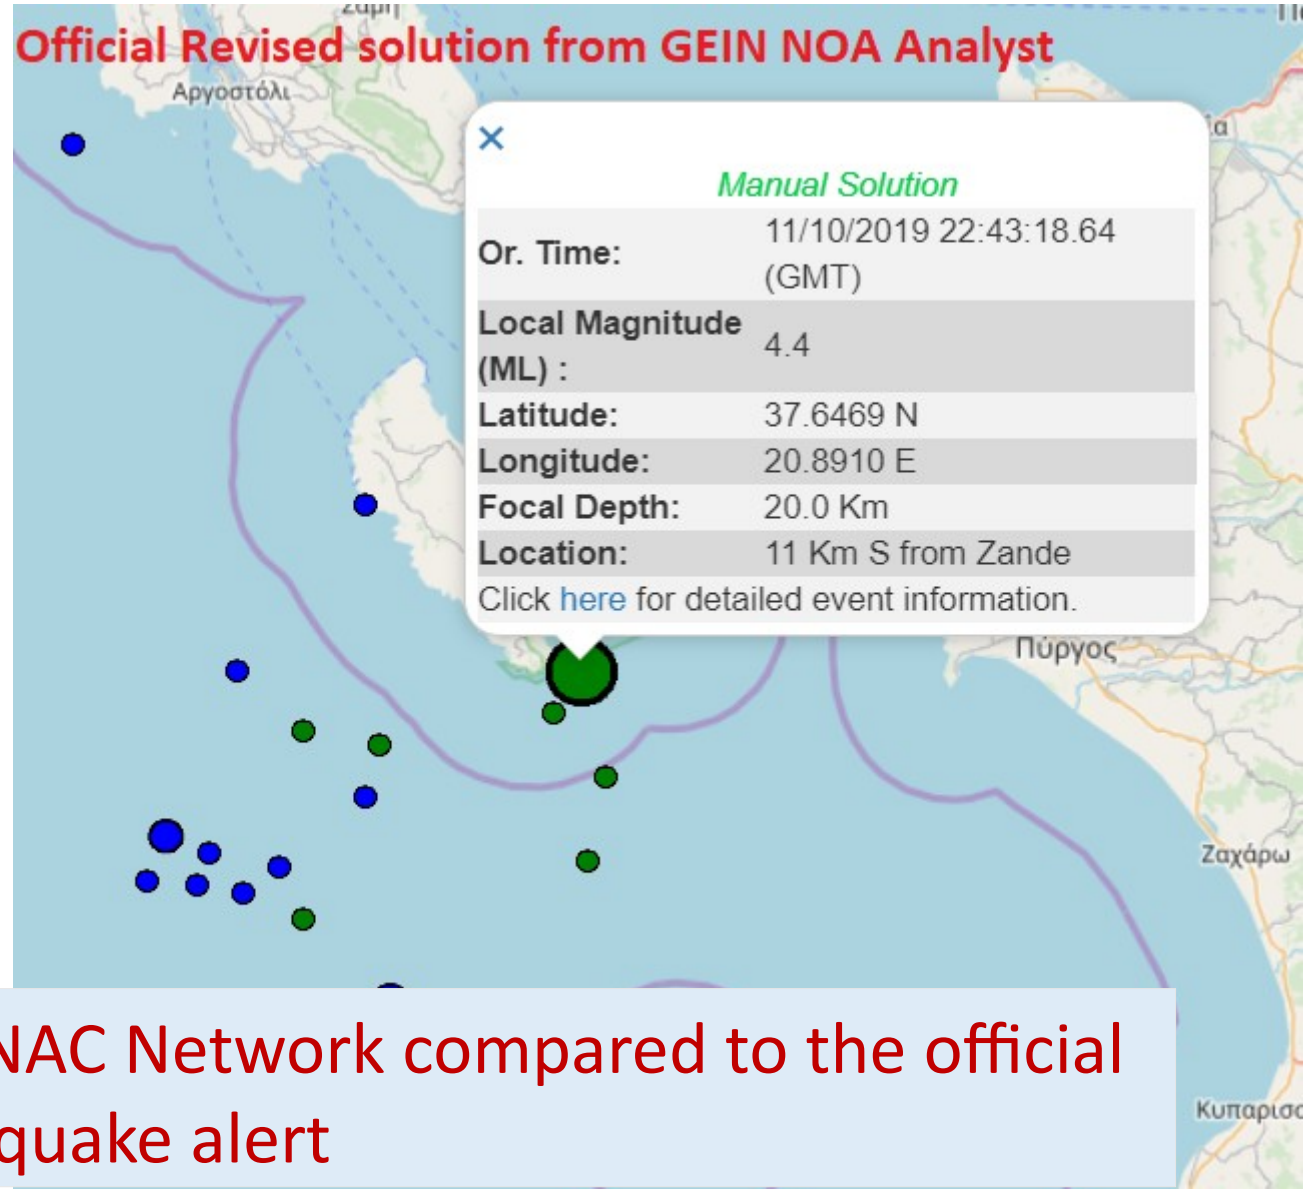 Official Revised solution from GEIN NOA Analyst
Αργοστόλι
×
Manual Solution
Or. Time: 11/10/2019 22:43:18.64
(GMT)
Local Magnitude
(ML) : 4.4
Latitude: 37.6469 N
Longitude: 20.8910 E
Focal Depth: 20.0 Km
Location: 11 Km S from Zande
Click here for detailed event information.
Πύργος
Ζαχάρω
NAC Network compared to the official
quake alert
Κυπαρισσ